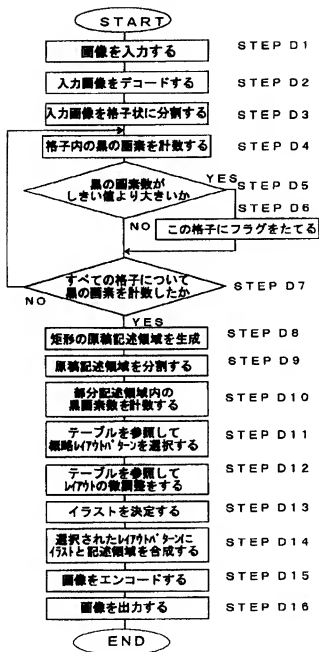 START
画像を入力する STEP D1
入力画像をデコードする STEP D2
入力画像を格子状に分割する STEP D3
格子内の黒の画素を計数する STEP D4
黒の画素数が
しきい値より大きいか
YES
STEP D5
STEP D6
NO
この格子にフラグをたてる
すべての格子について
黒の画素を計数したか
STEP D7
NO
YES
矩形の原稿記述領域を生成 STEP D8
原稿記述領域を分割する STEP D9
部分記述領域内の
黒画素数を計数する
STEP D10
テーブルを参照して
概略レイアウトパターンを選択する
STEP D11
テーブルを参照して
レイアウトの微調整をする
STEP D12
イラストを決定する STEP D13
選択されたレイアウトパターンに
イラストと記述領域を合成する
STEP D14
画像をエンコードする STEP D15
画像を出力する STEP D16
END